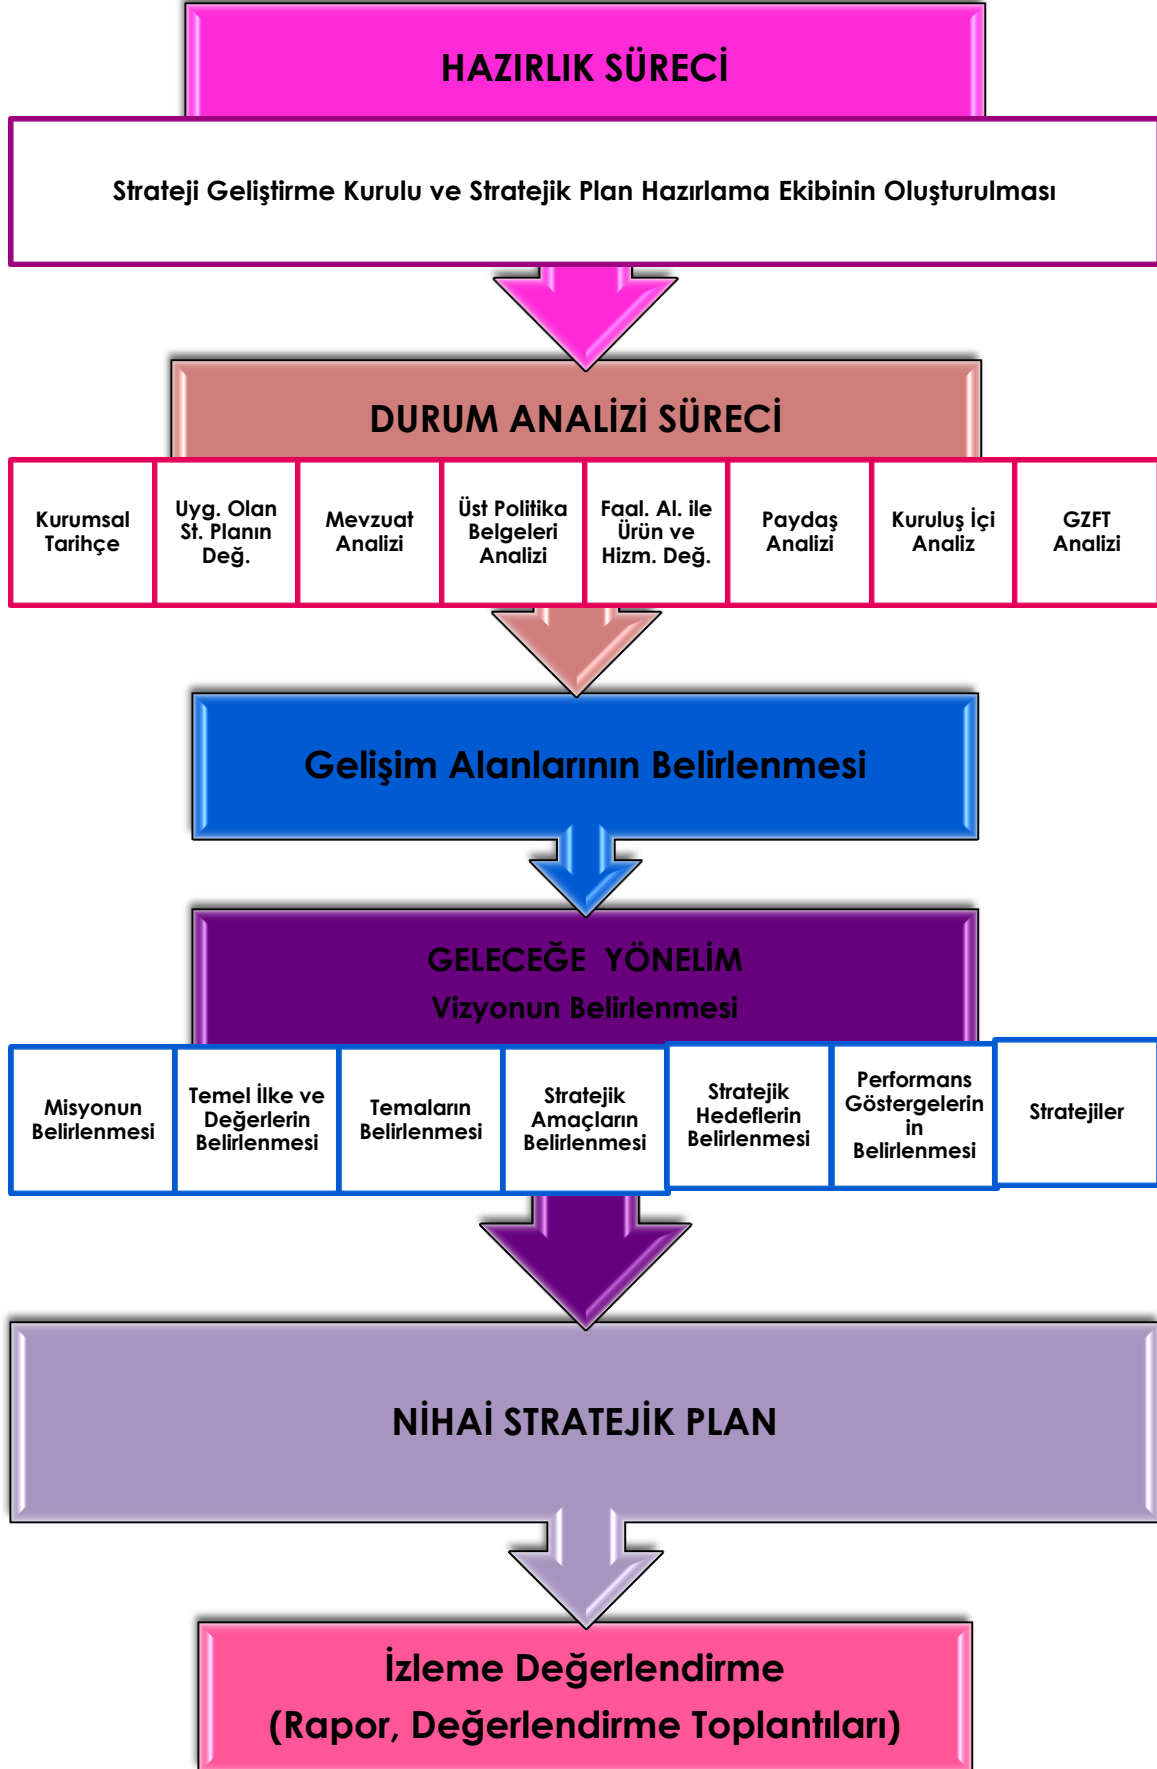 HAZIRLIK SÜRECİ
Strateji Geliştirme Kurulu ve Stratejik Plan Hazırlama Ekibinin Oluşturulması
DURUM ANALİZİ SÜRECİ
Kurumsal
Tarihçe
Uyg. Olan
St. Planın
Değ.
Mevzuat
Analizi
Üst Politika
Belgeleri
Analizi
Faal. Al. ile
Ürün ve
Hizm. Değ.
Paydaş
Analizi
Kuruluş İçi
Analiz
GZFT
Analizi
Gelişim Alanlarının Belirlenmesi
GELECEĞE  YÖNELİM
Vizyonun Belirlenmesi
Misyonun
Belirlenmesi
Temel İlke ve
Değerlerin
Belirlenmesi
Temaların
Belirlenmesi
Stratejik
Amaçların
Belirlenmesi
Stratejik
Hedeflerin
Belirlenmesi
Performans
Göstergelerin
in
Belirlenmesi
Stratejiler
NİHAİ STRATEJİK PLAN
İzleme Değerlendirme
(Rapor, Değerlendirme Toplantıları)